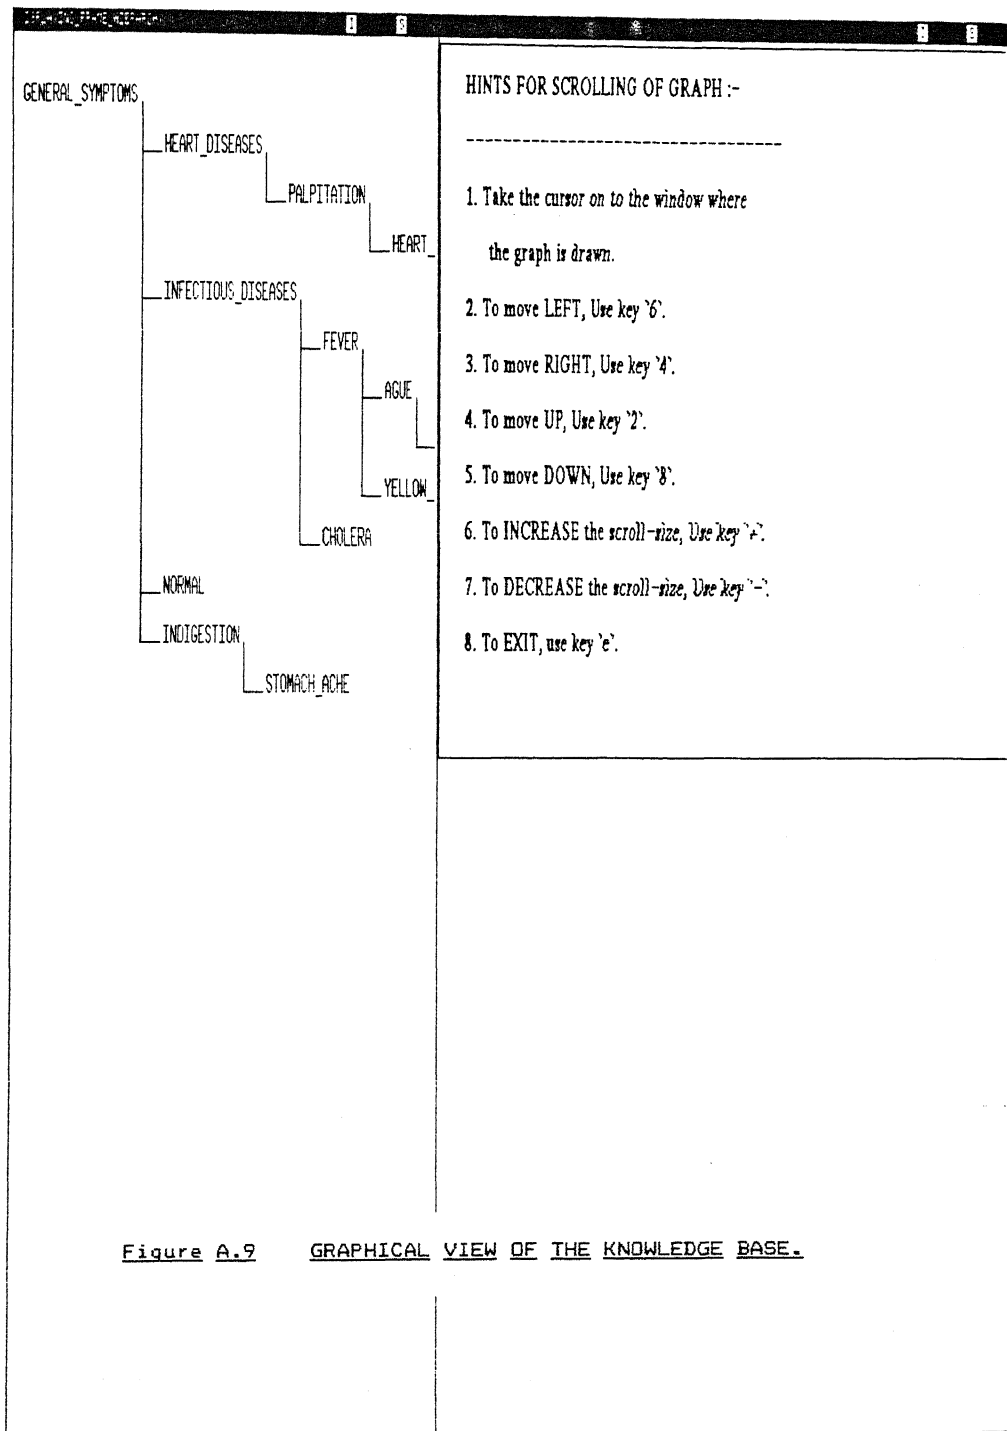 GENERAL_SYMPTOMS
HEART_DISEASES
PALPITATION
HEART_
INFECTIOUS_DISEASES
FEVER
AGUE
YELLOW_
CHOLERA
NORMAL
INDIGESTION
STOMACH_ACHE
HINTS FOR SCROLLING OF GRAPH :-
----------------------------------
1. Take the cursor on to the window where
the graph is drawn.
2. To move LEFT, Use key `6`.
3. To move RIGHT, Use key `4`.
4. To move UP, Use key `2`.
5. To move DOWN, Use key `8`.
6. To INCREASE the scroll-size, Use key `+`.
7. To DECREASE the scroll-size, Use key `-`.
8. To EXIT, use key `e`.
Figure A.9 GRAPHICAL VIEW OF THE KNOWLEDGE BASE.